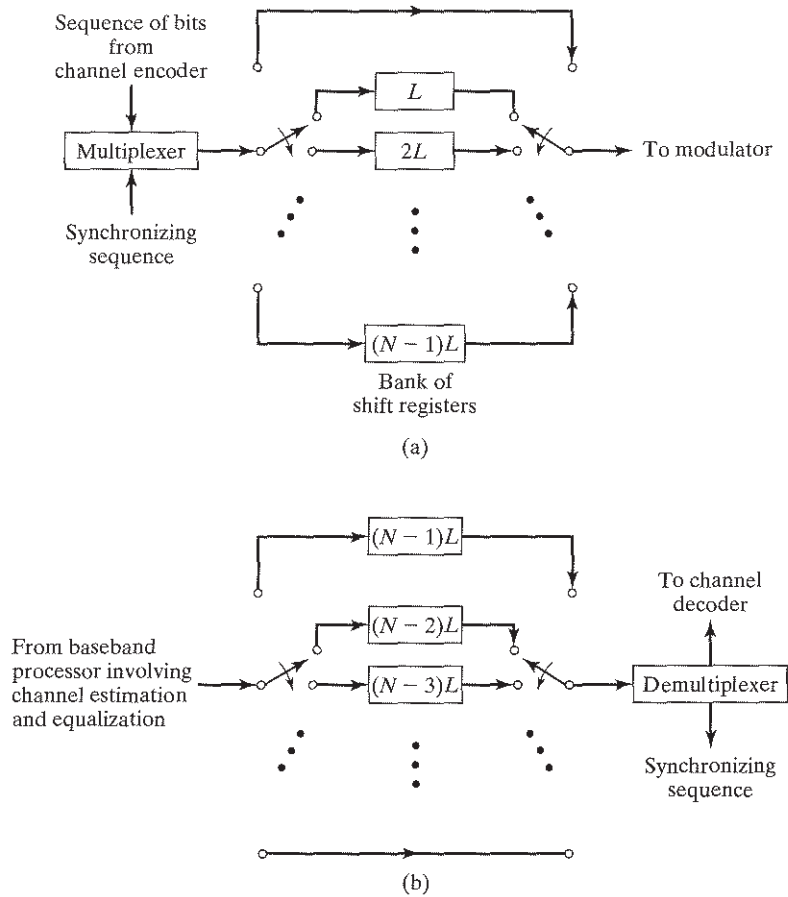 Sequence of bits
from
channel encoder
L
Multiplexer
2L
To modulator
Synchronizing
sequence
(N − 1)L
Bank of
shift registers
(a)
(N − 1)L
To channel
decoder
(N − 2)L
From baseband
processor involving
channel estimation
and equalization
(N − 3)L
Demultiplexer
Synchronizing
sequence
(b)